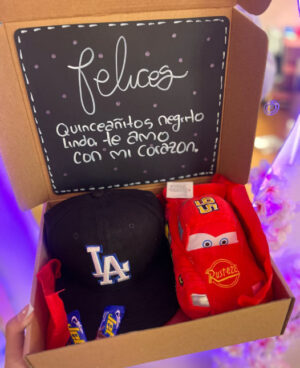 felices
Quinceañitos negrito
linda te amo
con mi corazon.
LA
95
Rust-eze